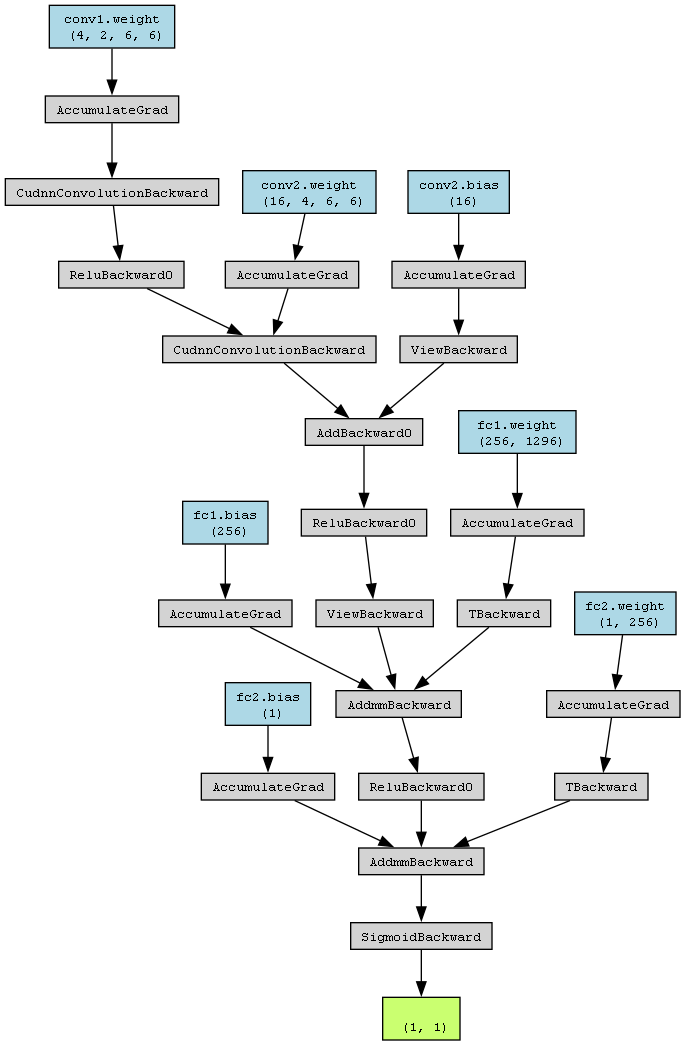 conv1.weight
(4, 2, 6, 6)
AccumulateGrad
CudnnConvolutionBackward
conv2.weight
(16, 4, 6, 6)
conv2.bias
(16)
ReluBackward0
AccumulateGrad
AccumulateGrad
CudnnConvolutionBackward
ViewBackward
AddBackward0
fc1.weight
(256, 1296)
fc1.bias
(256)
ReluBackward0
AccumulateGrad
AccumulateGrad
ViewBackward
TBackward
fc2.weight
(1, 256)
fc2.bias
(1)
AddmmBackward
AccumulateGrad
AccumulateGrad
ReluBackward0
TBackward
AddmmBackward
SigmoidBackward
(1, 1)